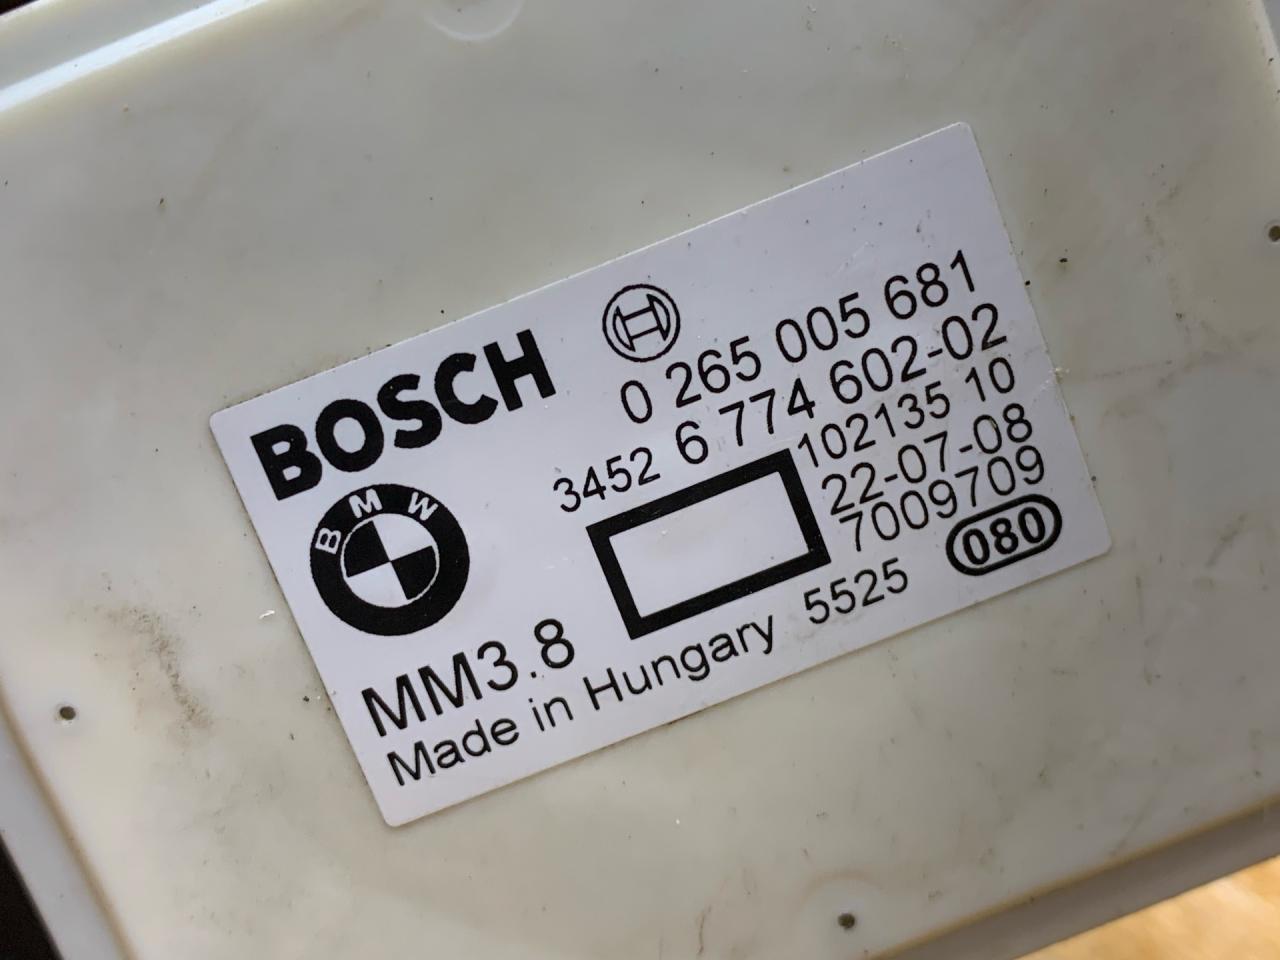 BOSCH
0 265 005 681
3452 6 774 602-02
102135 10
22-07-08
7009709
080
BMW
MM3.8
Made in Hungary 5525